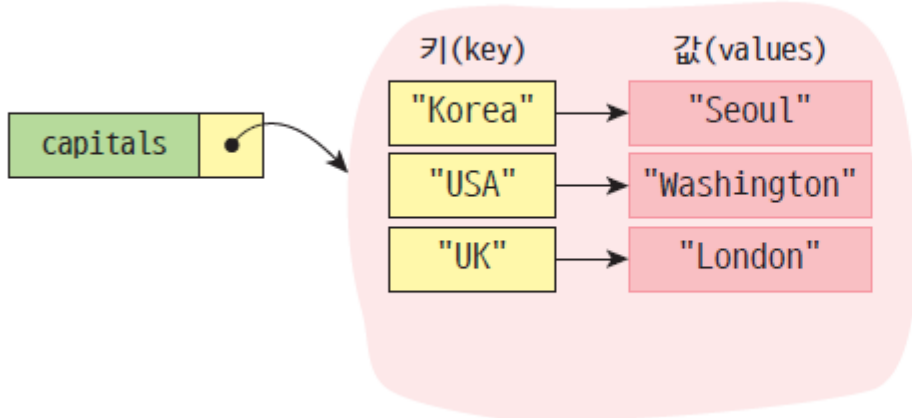 키(key) 값(values)
capitals
"Korea" "Seoul"
"USA" "Washington"
"UK" "London"